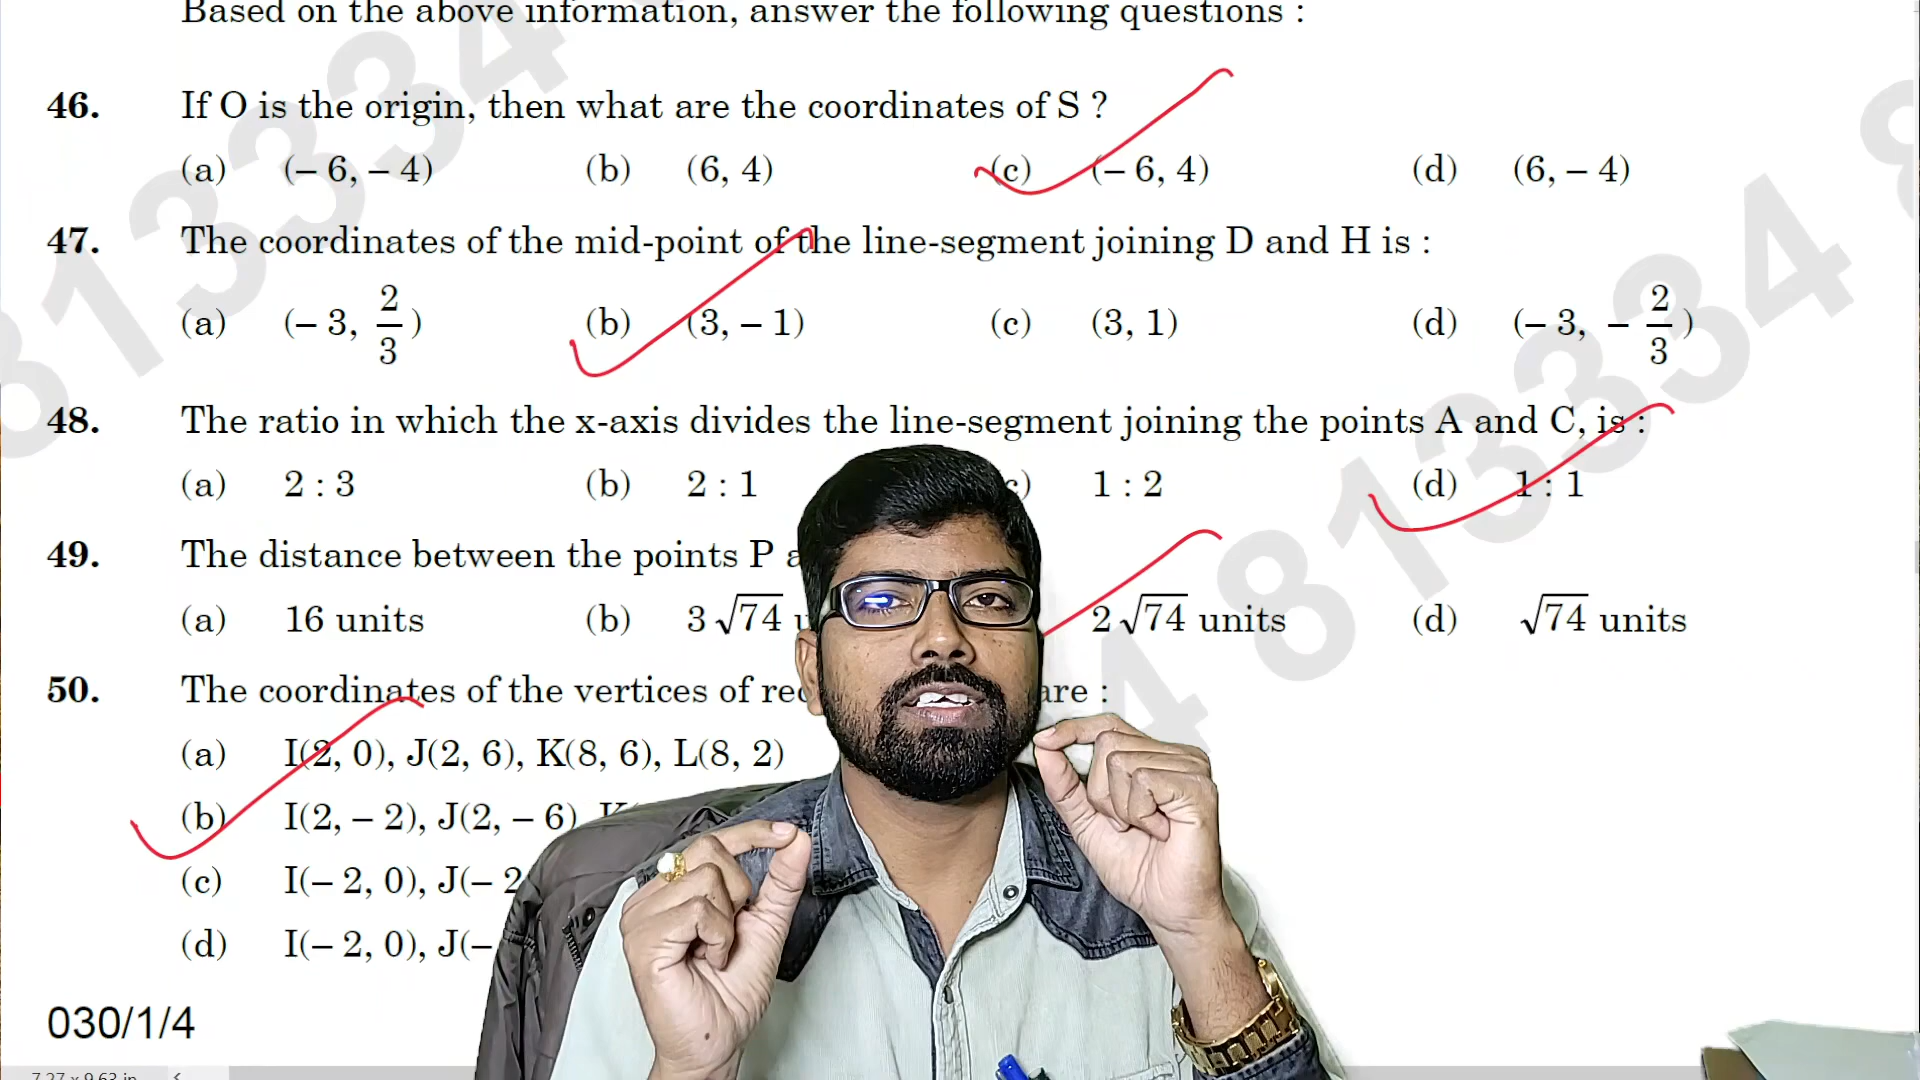 Based on the above information, answer the following questions :
46. If O is the origin, then what are the coordinates of S ?
(a) (– 6, – 4) (b) (6, 4) (c) (– 6, 4) (d) (6, – 4)
47. The coordinates of the mid-point of the line-segment joining D and H is :
(a) (– 3, 2/3) (b) (3, – 1) (c) (3, 1) (d) (– 3, – 2/3)
48. The ratio in which the x-axis divides the line-segment joining the points A and C, is :
(a) 2 : 3 (b) 2 : 1 (c) 1 : 2 (d) 1 : 1
49. The distance between the points P
(a) 16 units (b) 3√74 2√74 units (d) √74 units
50. The coordinates of the vertices of are :
(a) I(2, 0), J(2, 6), K(8, 6), L(8, 2)
(b) I(2, – 2), J(2, – 6)
(c) I(– 2, 0), J(– 2
(d) I(– 2, 0), J(–
030/1/4
7.27 x 9.63 in